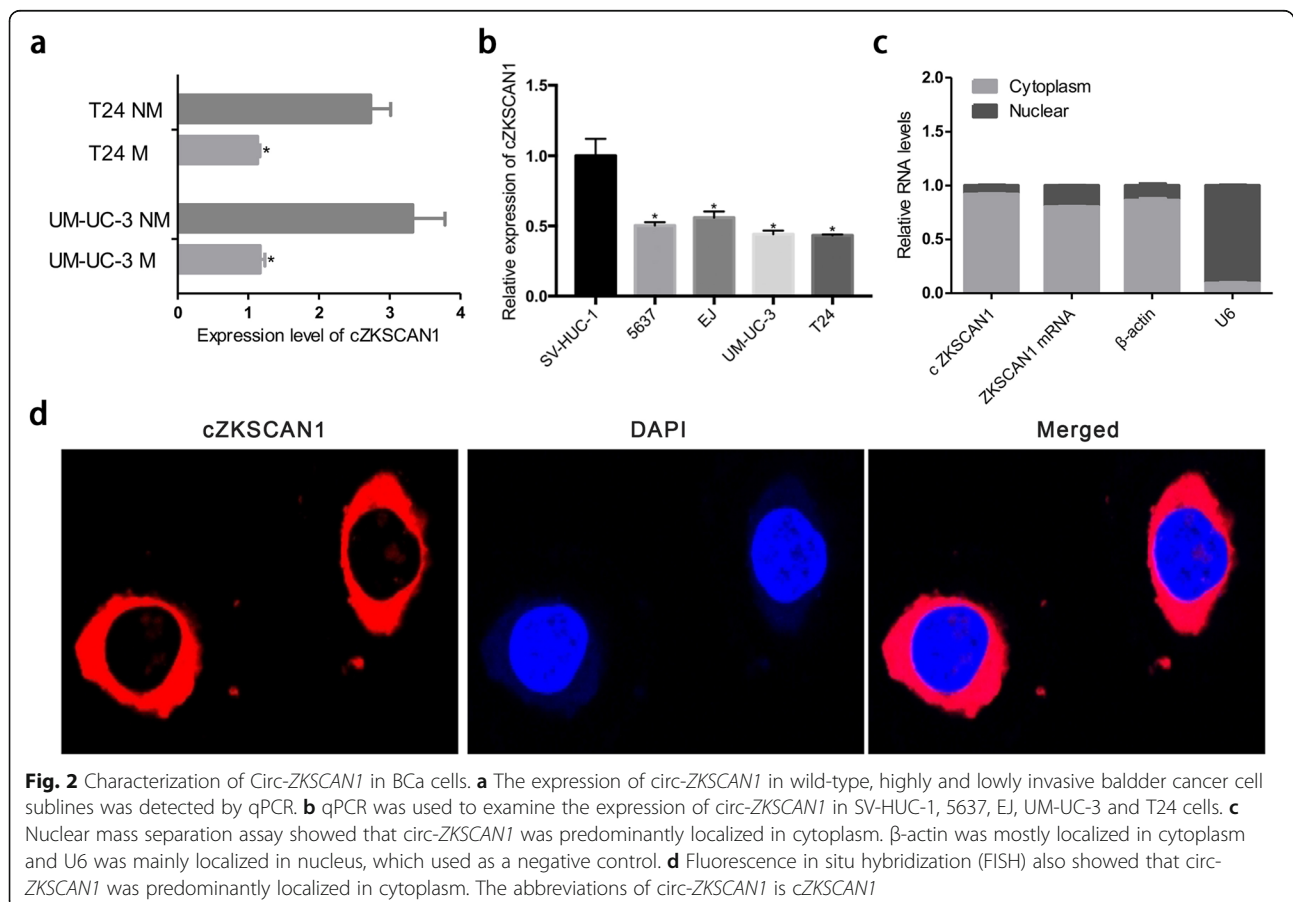 a
T24 NM
T24 M
*
UM-UC-3 NM
UM-UC-3 M
*
0 1 2 3 4
Expression level of cZKSCAN1
b
Relative expression of cZKSCAN1
1.5
1.0
0.5
0.0
* * * *
SV-HUC-1 5637 EJ UM-UC-3 T24
c
Relative RNA levels
2.0
1.5
1.0
0.5
0.0
Cytoplasm
Nuclear
c ZKSCAN1 ZKSCAN1 mRNA β-actin U6
d
cZKSCAN1 DAPI Merged
Fig. 2 Characterization of Circ-ZKSCAN1 in BCa cells. a The expression of circ-ZKSCAN1 in wild-type, highly and lowly invasive baldder cancer cell
sublines was detected by qPCR. b qPCR was used to examine the expression of circ-ZKSCAN1 in SV-HUC-1, 5637, EJ, UM-UC-3 and T24 cells. c
Nuclear mass separation assay showed that circ-ZKSCAN1 was predominantly localized in cytoplasm. β-actin was mostly localized in cytoplasm
and U6 was mainly localized in nucleus, which used as a negative control. d Fluorescence in situ hybridization (FISH) also showed that circ-
ZKSCAN1 was predominantly localized in cytoplasm. The abbreviations of circ-ZKSCAN1 is cZKSCAN1